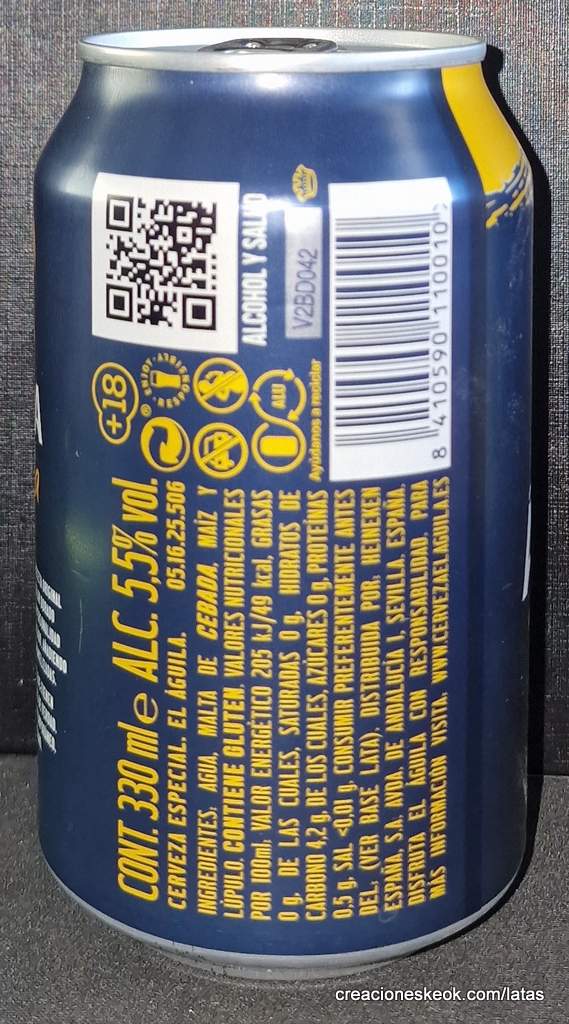 CONT. 330 ml e ALC. 5,5% vol.
CERVEZA ESPECIAL. EL ÁGUILA. 05.16.25.506
INGREDIENTES: AGUA, MALTA DE CEBADA, MAÍZ Y
LÚPULO. CONTIENE GLUTEN. VALORES NUTRICIONALES
POR 100ml: VALOR ENERGÉTICO 205 kJ/49 kcal, GRASAS
0 g, DE LAS CUALES, SATURADAS 0 g, HIDRATOS DE
CARBONO 4,2 g, DE LOS CUALES, AZÚCARES 0 g, PROTEÍNAS
0,5 g, SAL <0,01 g. CONSUMIR PREFERENTEMENTE ANTES
DEL: (VER BASE LATA). DISTRIBUIDA POR: HEINEKEN
ESPAÑA, S.A. AVDA. DE ANDALUCÍA 1. SEVILLA. ESPAÑA.
DISFRUTA EL ÁGUILA CON RESPONSABILIDAD. PARA
MÁS INFORMACIÓN VISITA: WWW.CERVEZAELAGUILA.ES
+18
ENJOY HEINEKEN
ALU
Ayúdanos a reciclar
ALCOHOL Y SALUD
V2BD042
8 410590 110010
creacioneskeok.com/latas